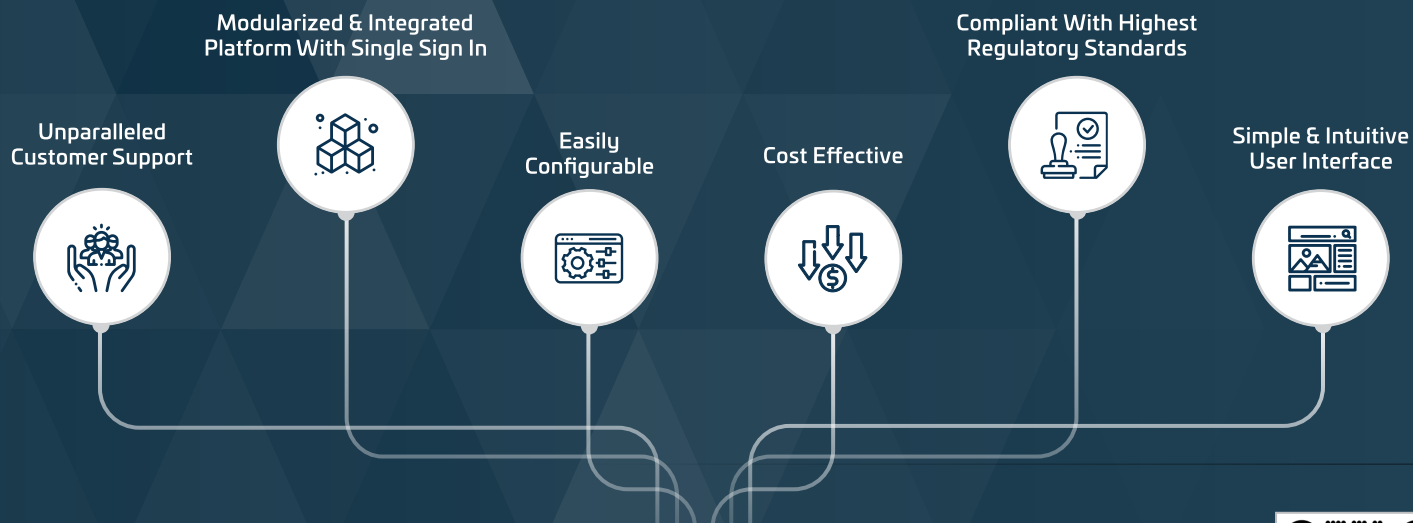 Modularized & Integrated
Platform With Single Sign In
Compliant With Highest
Regulatory Standards
Unparalleled
Customer Support
Easily
Configurable
Cost Effective
Simple & Intuitive
User Interface